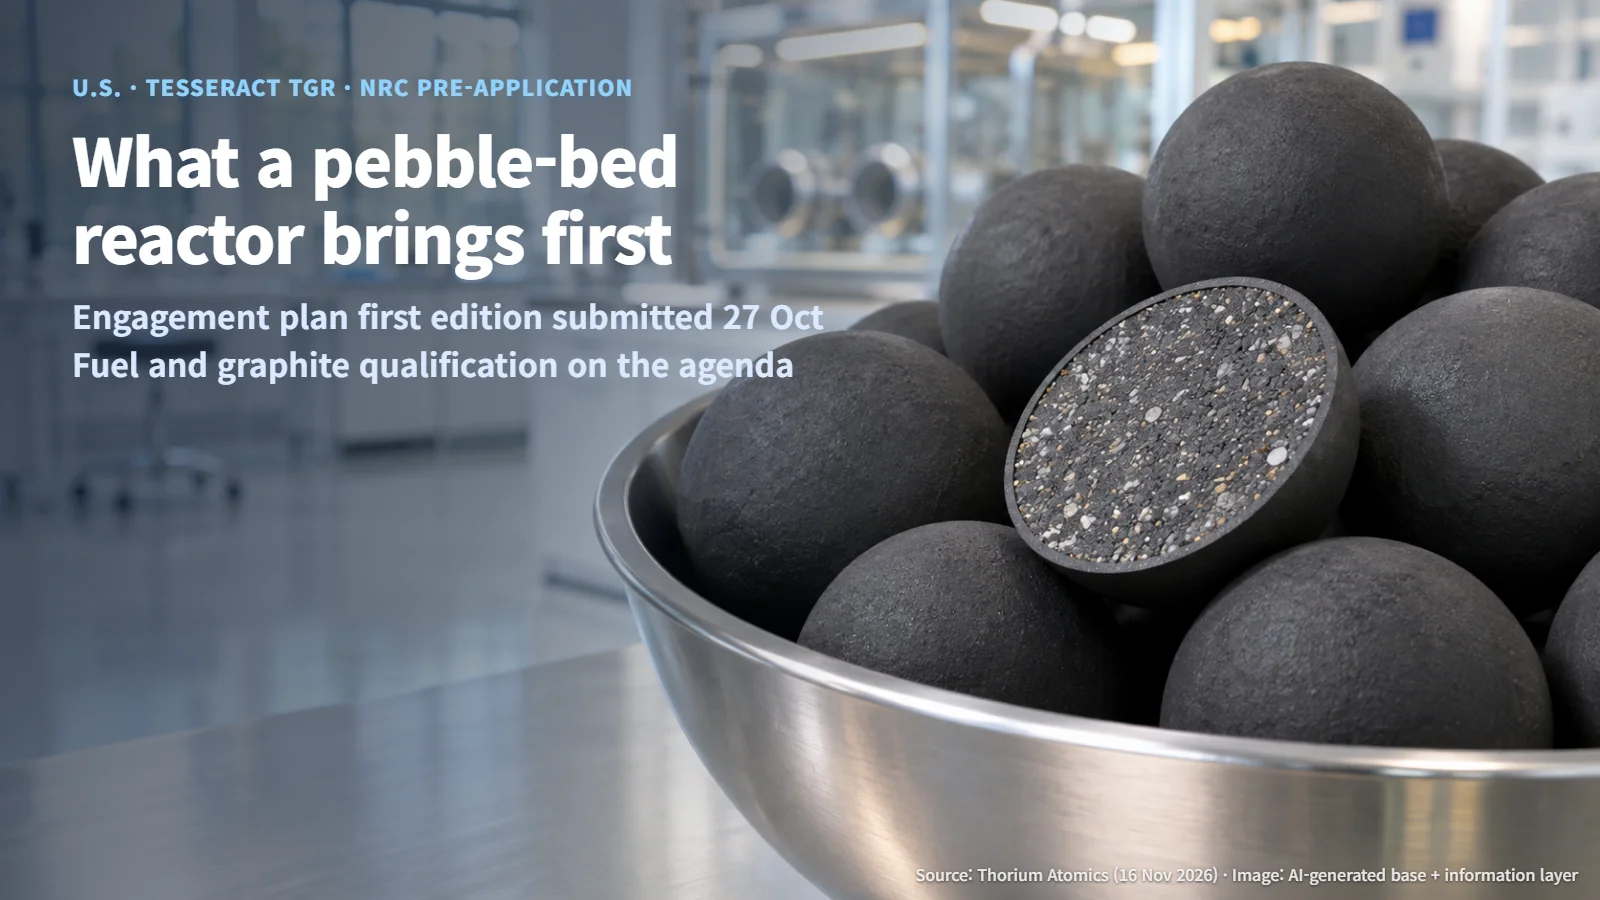 U.S. · TESSERACT TGR · NRC PRE-APPLICATION
What a pebble-bed
reactor brings first
Engagement plan first edition submitted 27 Oct
Fuel and graphite qualification on the agenda
Source: Thorium Atomics (16 Nov 2026) · Image: AI-generated base + information layer